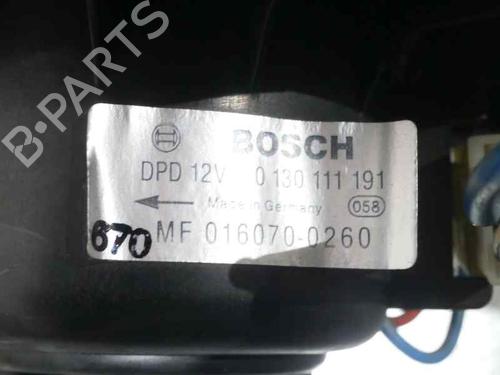 B-PARTS
BOSCH
DPD 12V 0 130 111 191
Made in Germany 058
670 MF 016070-0260